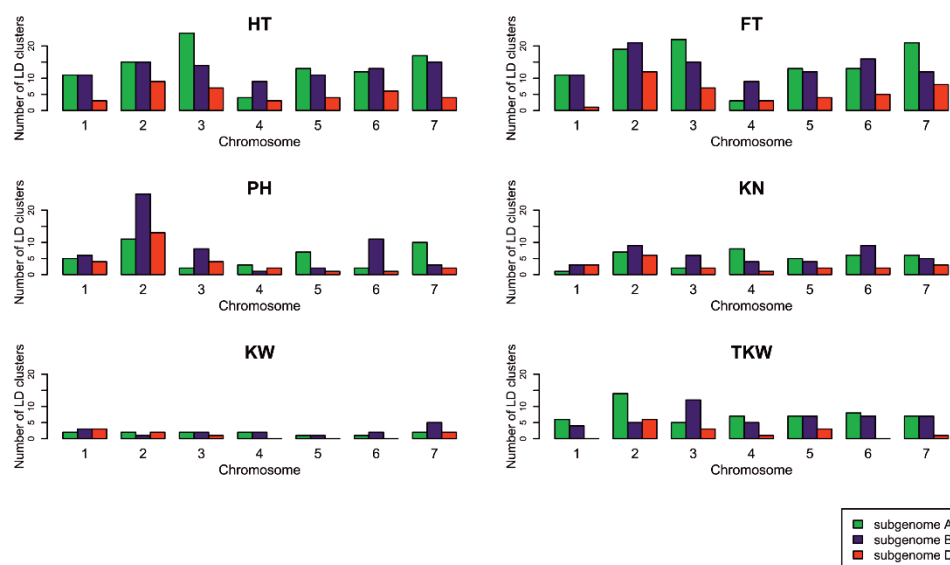 HT
Number of LD clusters
0 5 10 20
1 2 3 4 5 6 7
Chromosome
FT
Number of LD clusters
0 5 10 20
1 2 3 4 5 6 7
Chromosome
PH
Number of LD clusters
0 5 10 20
1 2 3 4 5 6 7
Chromosome
KN
Number of LD clusters
0 5 10 20
1 2 3 4 5 6 7
Chromosome
KW
Number of LD clusters
0 5 10 20
1 2 3 4 5 6 7
Chromosome
TKW
Number of LD clusters
0 5 10 20
1 2 3 4 5 6 7
Chromosome
subgenome A
subgenome B
subgenome D